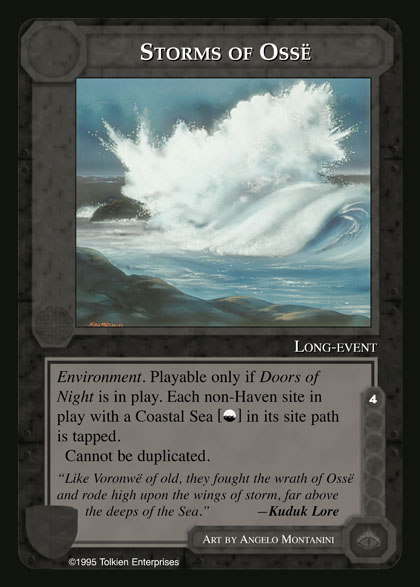 Storms of Ossë
Long-event
Environment. Playable only if Doors of
Night is in play. Each non-Haven site in
play with a Coastal Sea [] in its site path
is tapped.
Cannot be duplicated.
4
“Like Voronwë of old, they fought the wrath of Ossë
and rode high upon the wings of storm, far above
the deeps of the Sea.” —Kuduk Lore
Art by Angelo Montanini
©1995 Tolkien Enterprises